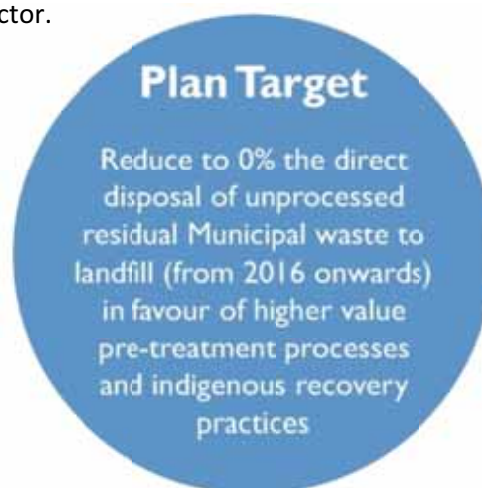 ctor.
Plan Target
Reduce to 0% the direct
disposal of unprocessed
residual Municipal waste to
landfill (from 2016 onwards)
in favour of higher value
pre-treatment processes
and indigenous recovery
practices